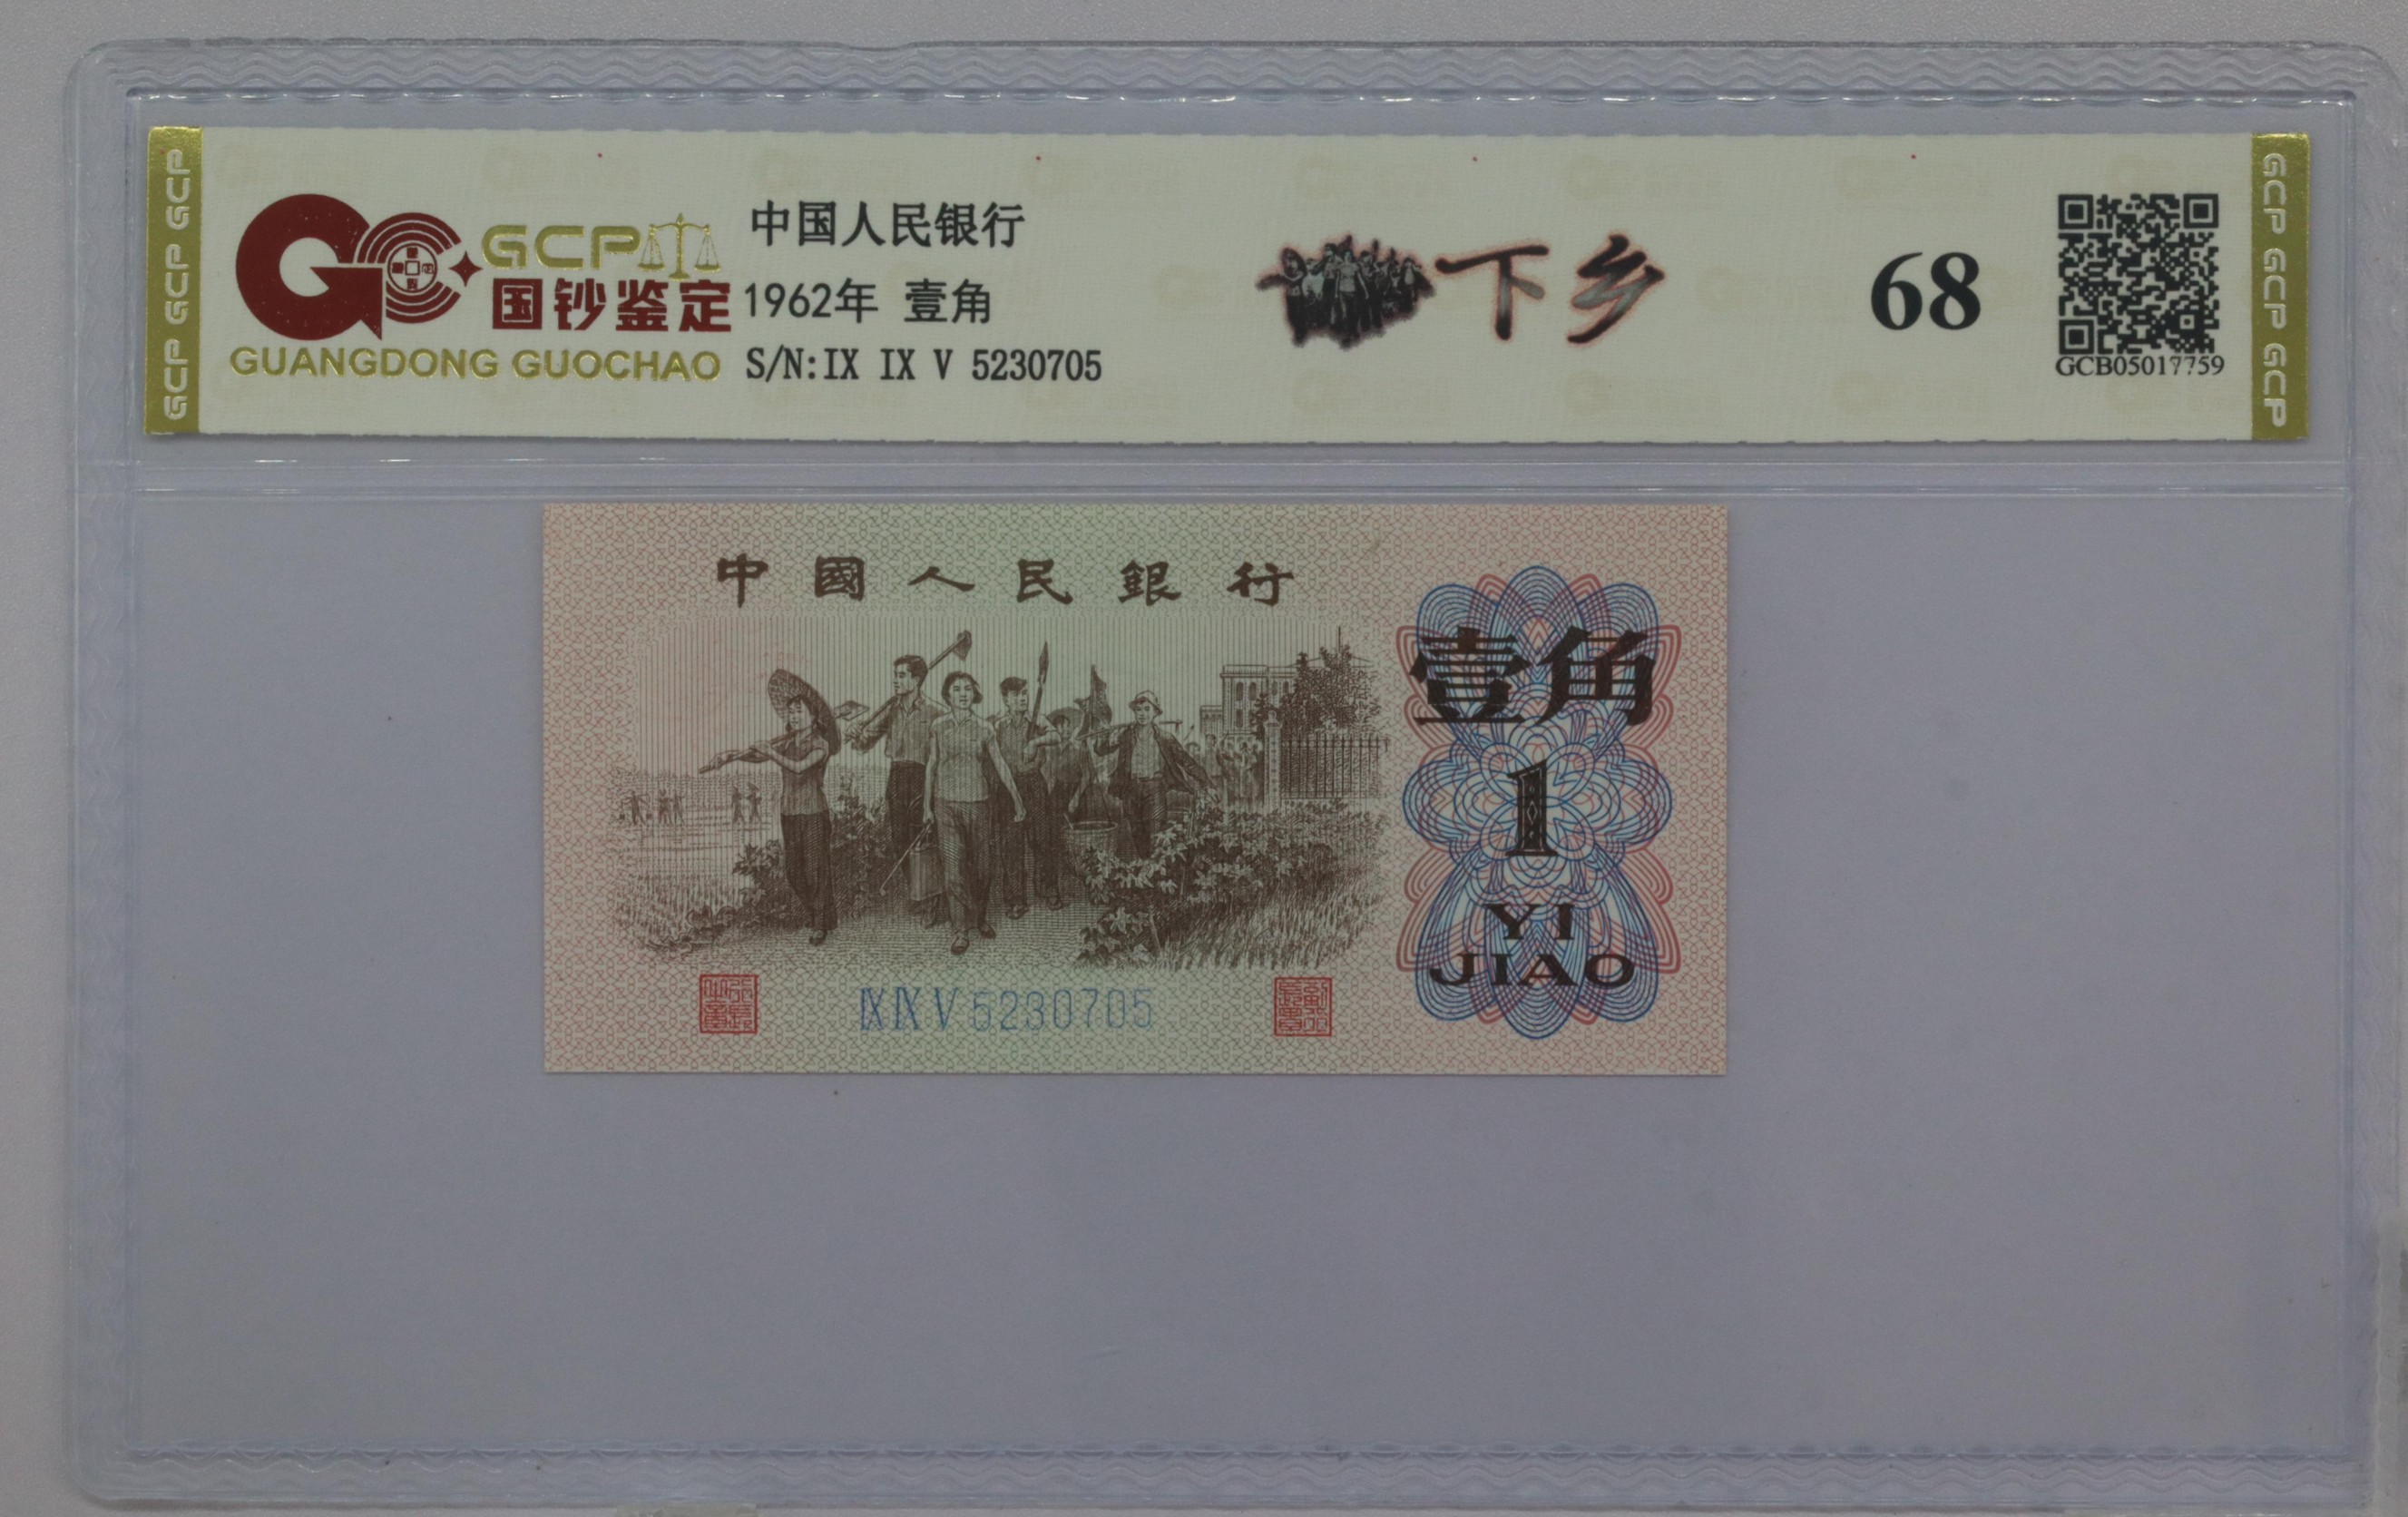 GCP GCP GCP
GCP
国钞鉴定
GUANGDONG GUOCHAO
中国人民银行
1962年 壹角
S/N:IX IX V 5230705
下乡
68
GCB05017759
GCP GCP GCP
中國人民銀行
壹角
1
YI
JIAO
IX IX V 5230705